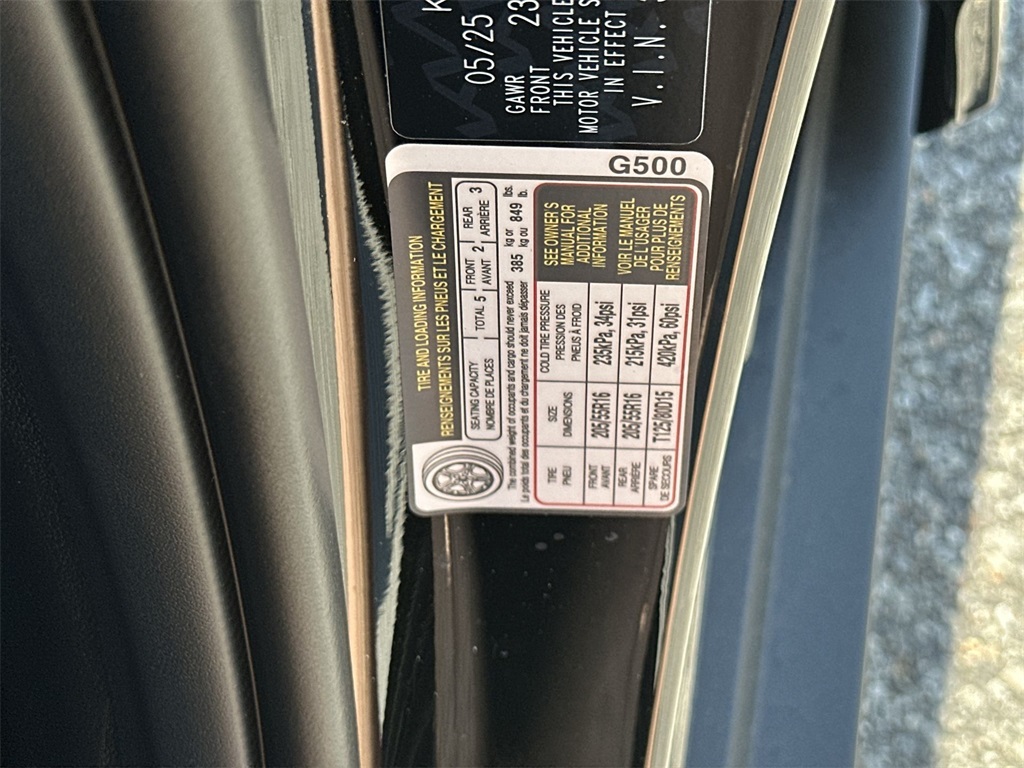 05/25
GAWR
FRONT 23
THIS VEHICLE
MOTOR VEHICLE S
IN EFFECT
V.I.N.
G500
TIRE AND LOADING INFORMATION
RENSEIGNEMENTS SUR LES PNEUS ET LE CHARGEMENT
SEATING CAPACITY
NOMBRE DE PLACES
TOTAL 5
FRONT
AVANT
2
REAR
ARRIÈRE
3
The combined weight of occupants and cargo should never exceed 385 kg or 849 lbs.
Le poids total des occupants et du chargement ne doit jamais dépasser kg ou lb.
TIRE
PNEU
SIZE
DIMENSIONS
COLD TIRE PRESSURE
PRESSION DES
PNEUS À FROID
FRONT
AVANT
205/55R16
235kPa, 34psi
REAR
ARRIÈRE
205/55R16
215kPa, 31psi
SPARE
DE SECOURS
T125/80D15
420kPa, 60psi
SEE OWNER'S
MANUAL FOR
ADDITIONAL
INFORMATION
VOIR LE MANUEL
DE L'USAGER
POUR PLUS DE
RENSEIGNEMENTS